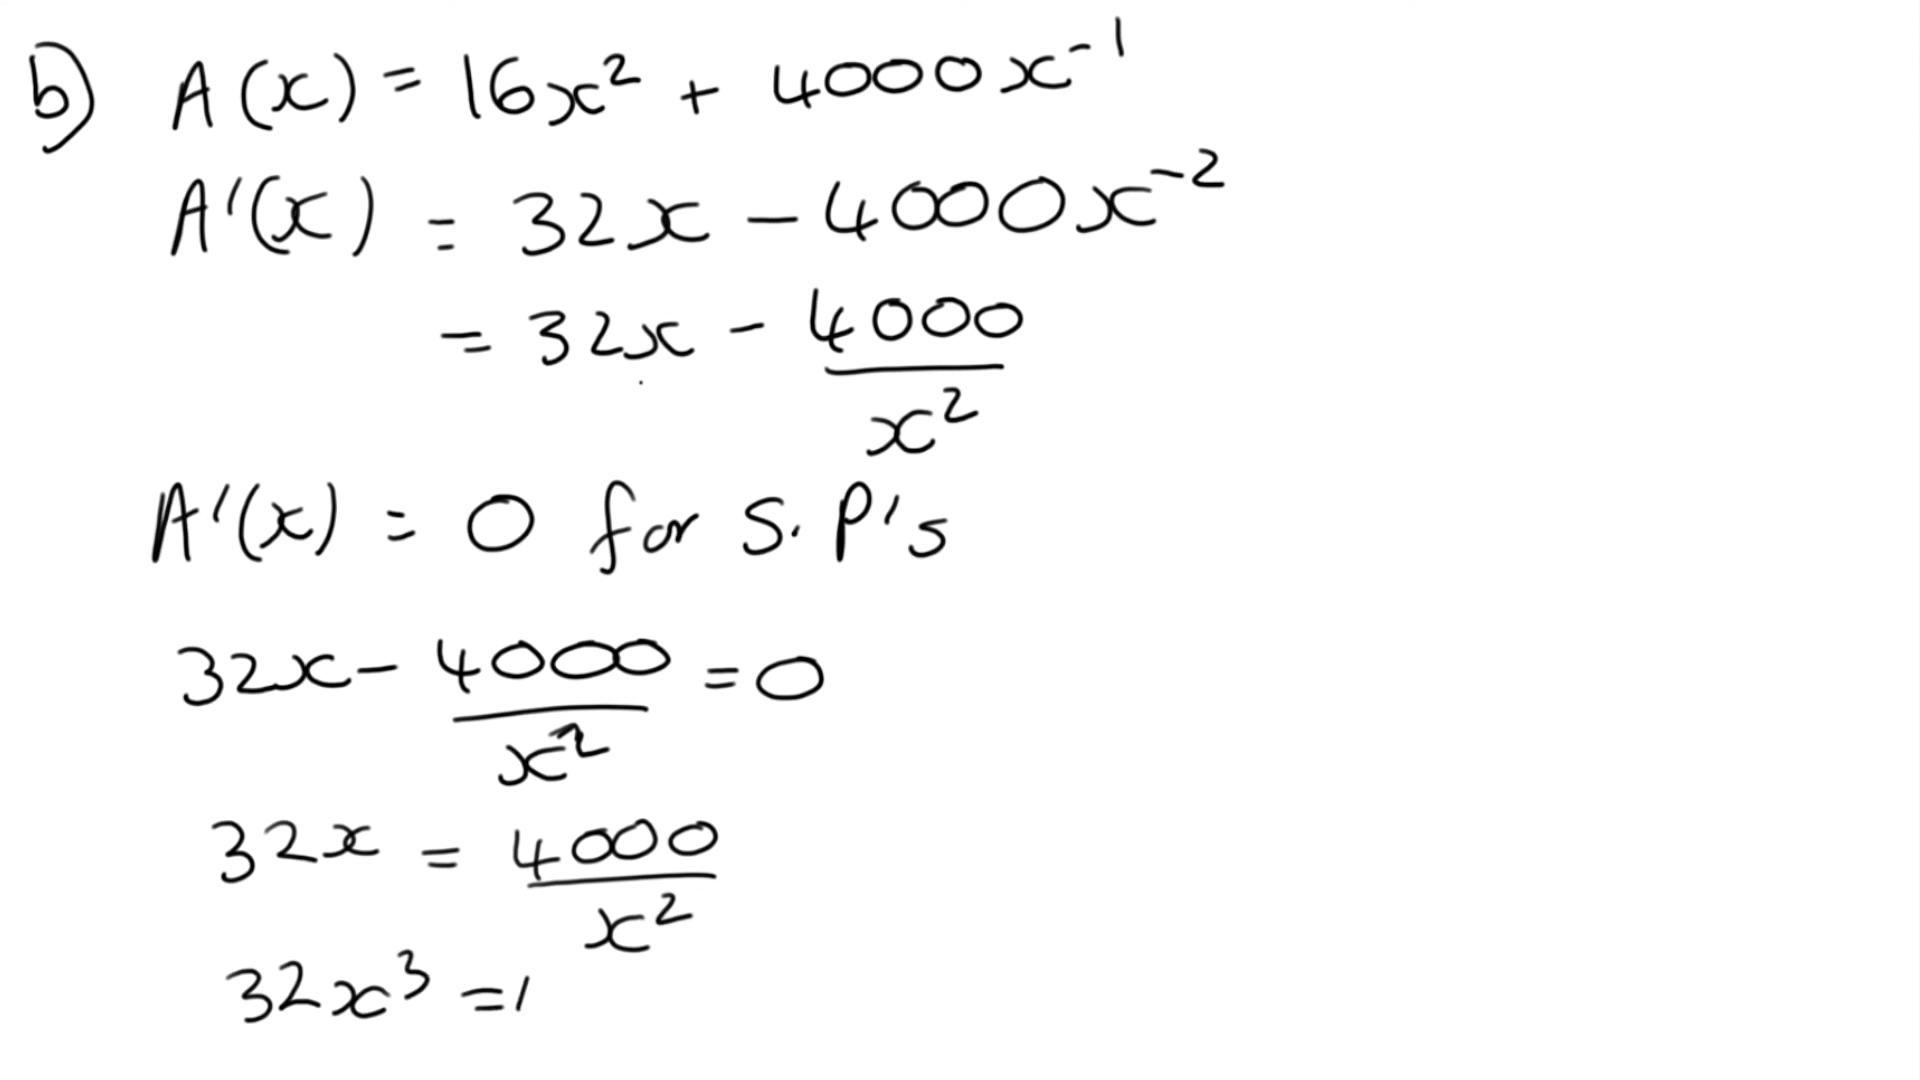 b) A(x) = 16x² + 4000x⁻¹
A'(x) = 32x - 4000x⁻²
= 32x - 4000/x²
A'(x) = 0 for S.P's
32x - 4000/x² = 0
32x = 4000/x²
32x³ =